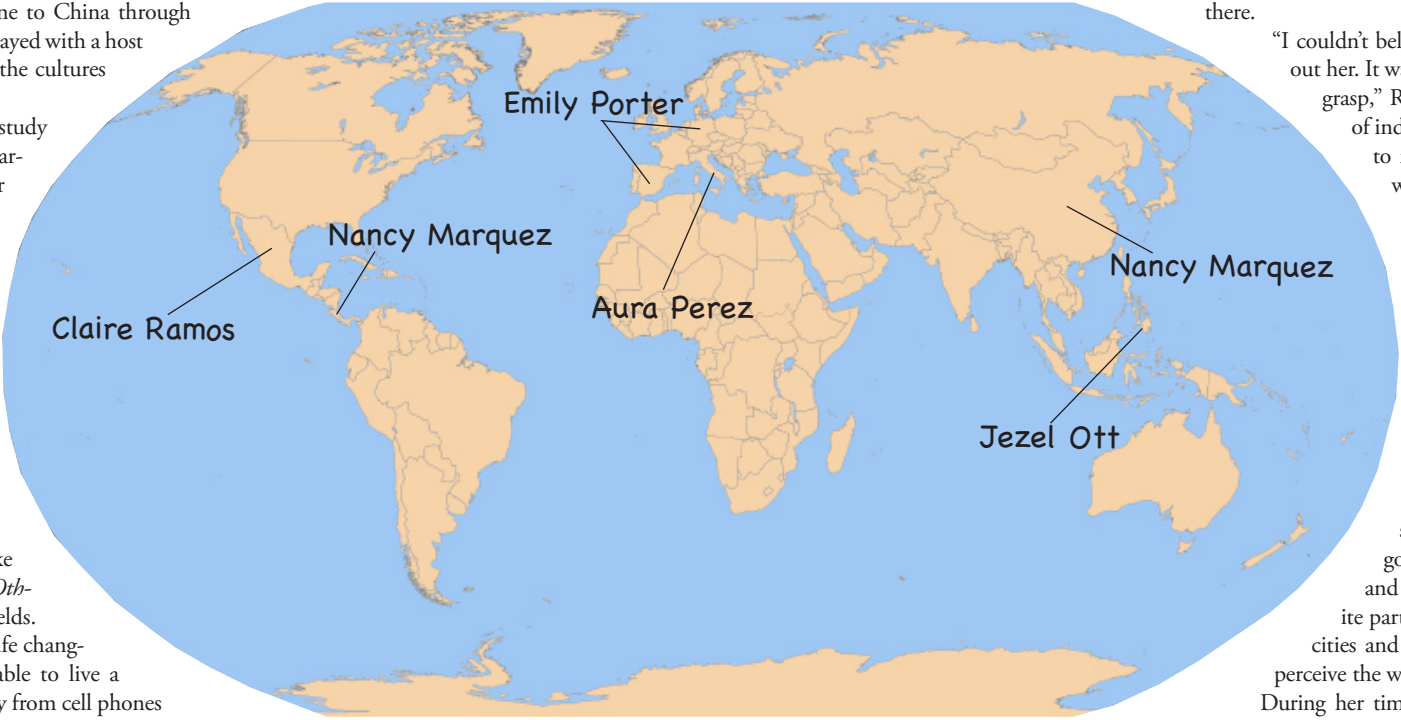 ne to China through
ayed with a host
the cultures
study
ar-
r
ke
Oth-
elds.
ife chang-
able to live a
y from cell phones
Emily Porter
Nancy Marquez
Claire Ramos
Aura Perez
Nancy Marquez
Jezel Ott
there.
“I couldn’t bel
out her. It wa
grasp,” R
of ind
to
w
s
go
and
ite part
cities and
perceive the w
During her tim